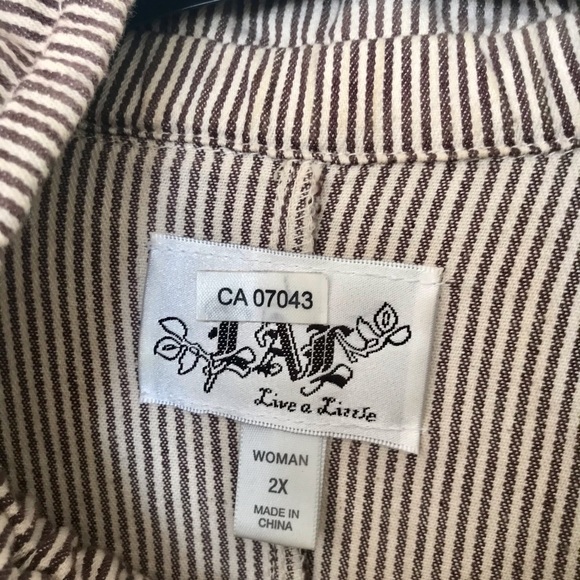 CA 07043
LAL
Live a Little
WOMAN
2X
MADE IN
CHINA